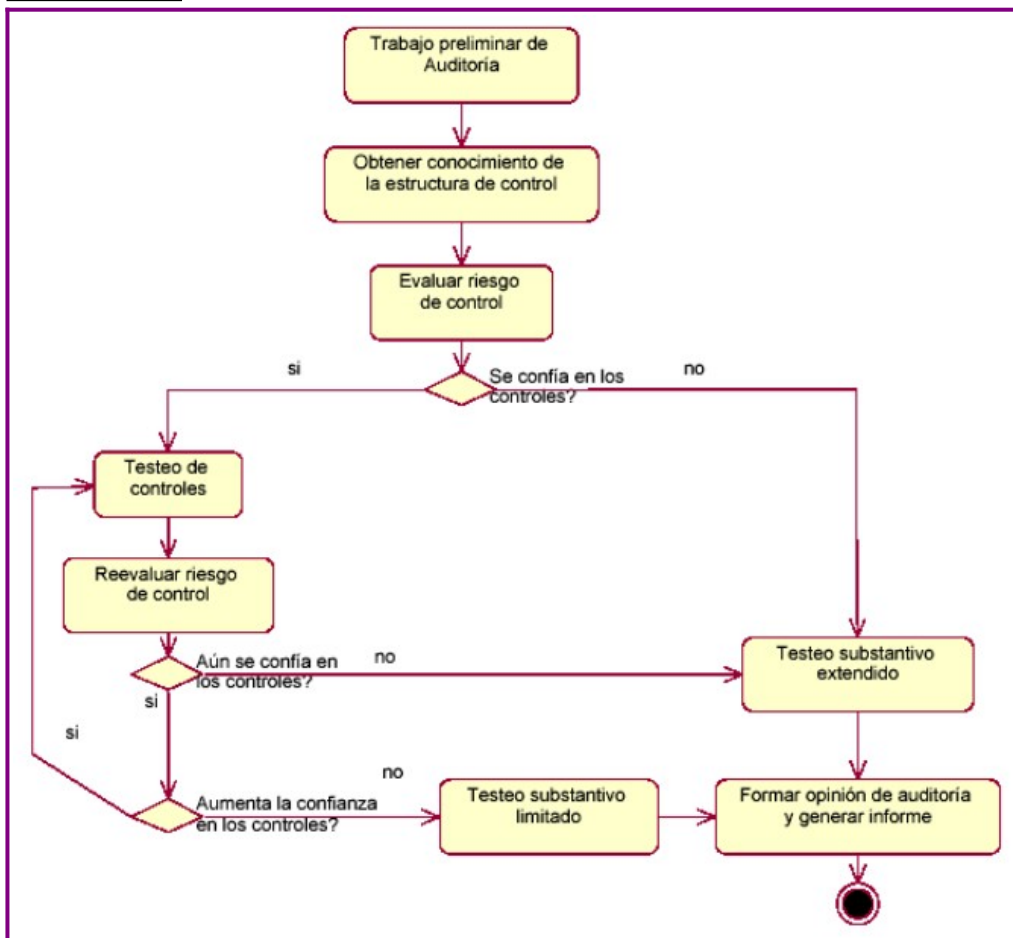 Trabajo preliminar de
Auditoría
Obtener conocimiento de
la estructura de control
Evaluar riesgo
de control
si
Se confía en los
controles?
no
Testeo de
controles
Reevaluar riesgo
de control
Aún se confía en
los controles?
no
si
Testeo substantivo
extendido
si
Aumenta la confianza
en los controles?
no
Testeo substantivo
limitado
Formar opinión de auditoría
y generar informe